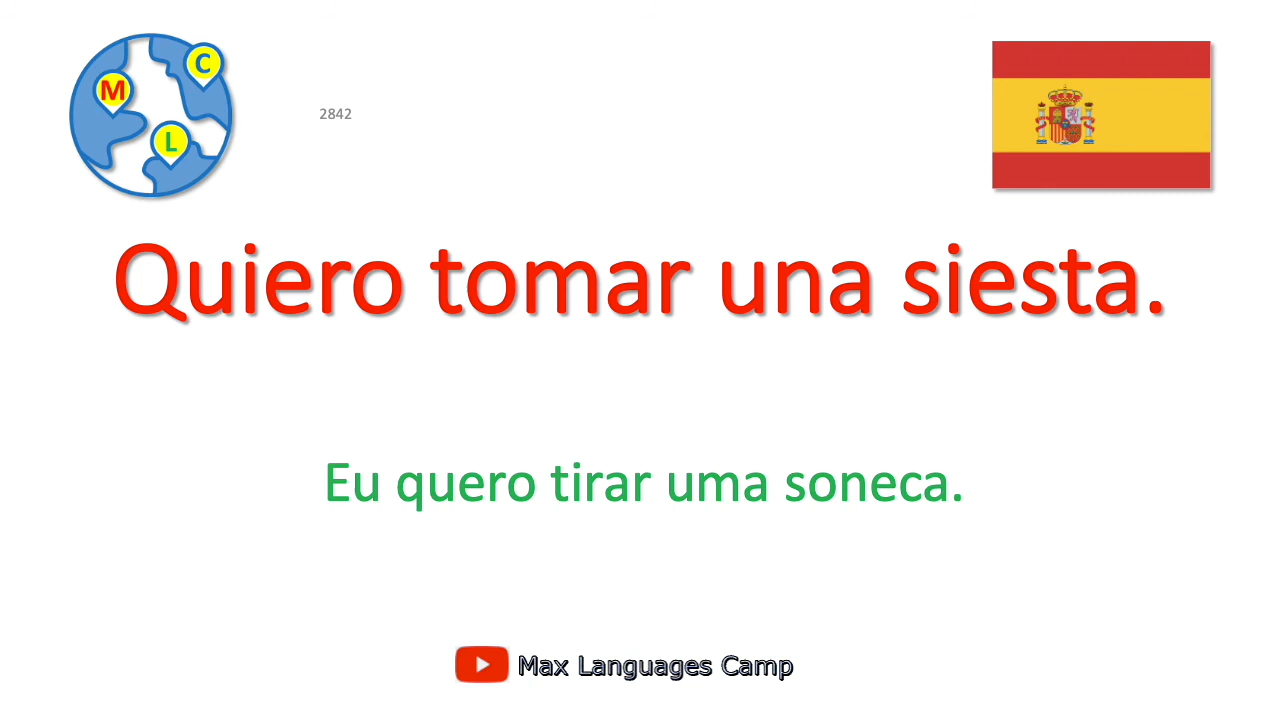 M
C
L
2842
Quiero tomar una siesta.
Eu quero tirar uma soneca.
Max Languages Camp